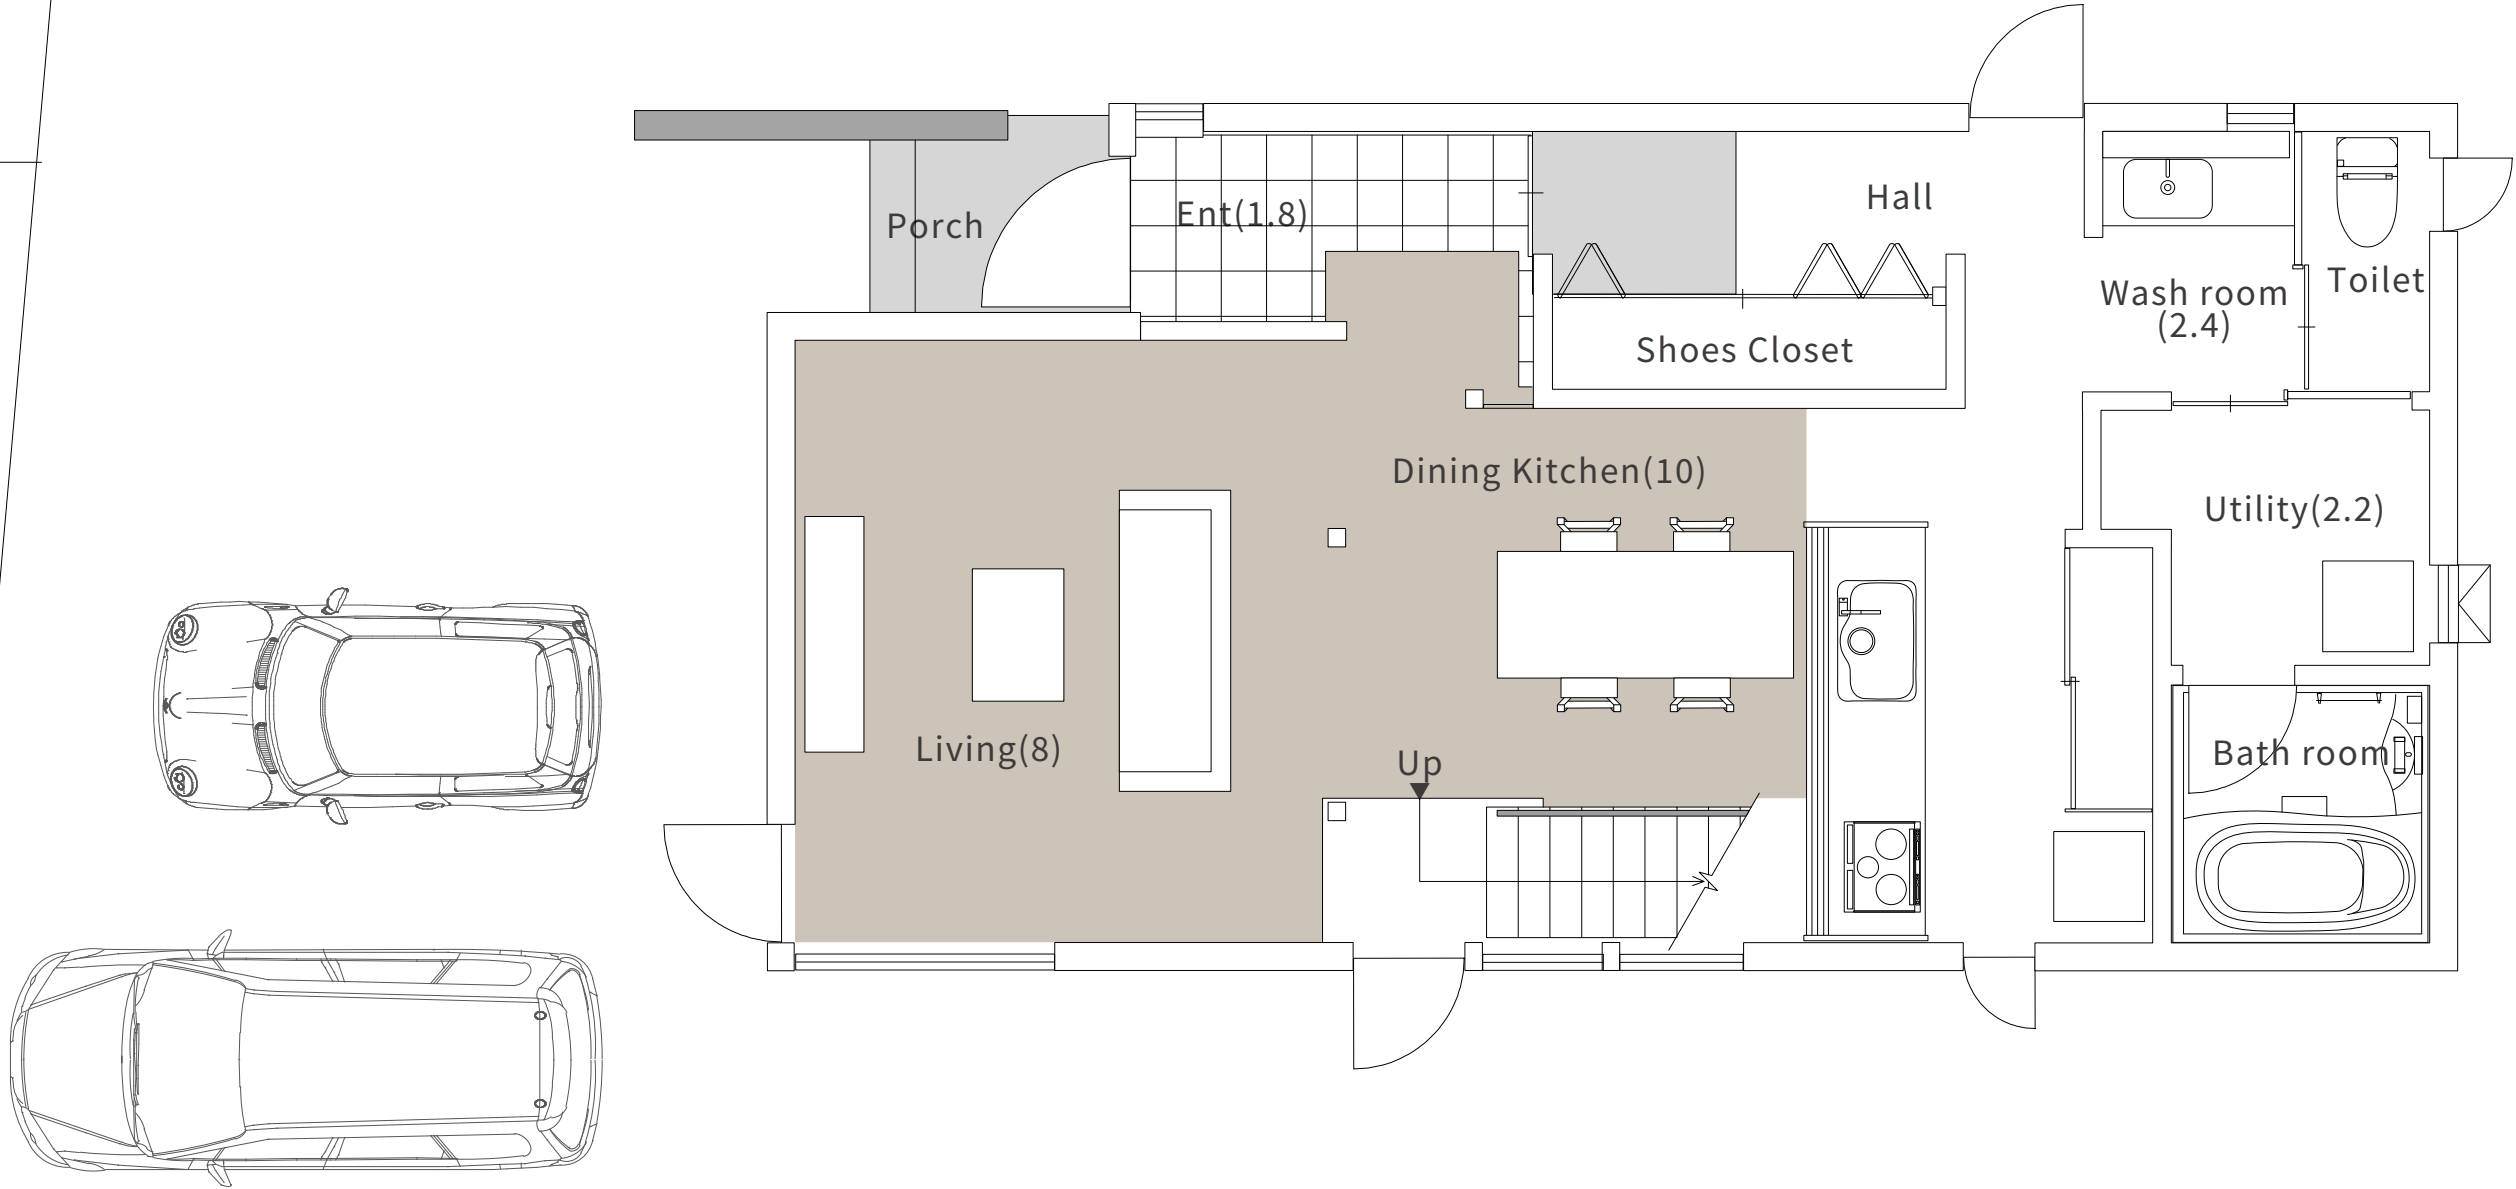 Porch
Ent(1.8)
Hall
Wash room
(2.4)
Toilet
Shoes Closet
Dining Kitchen(10)
Utility(2.2)
Living(8)
Up
Bath room